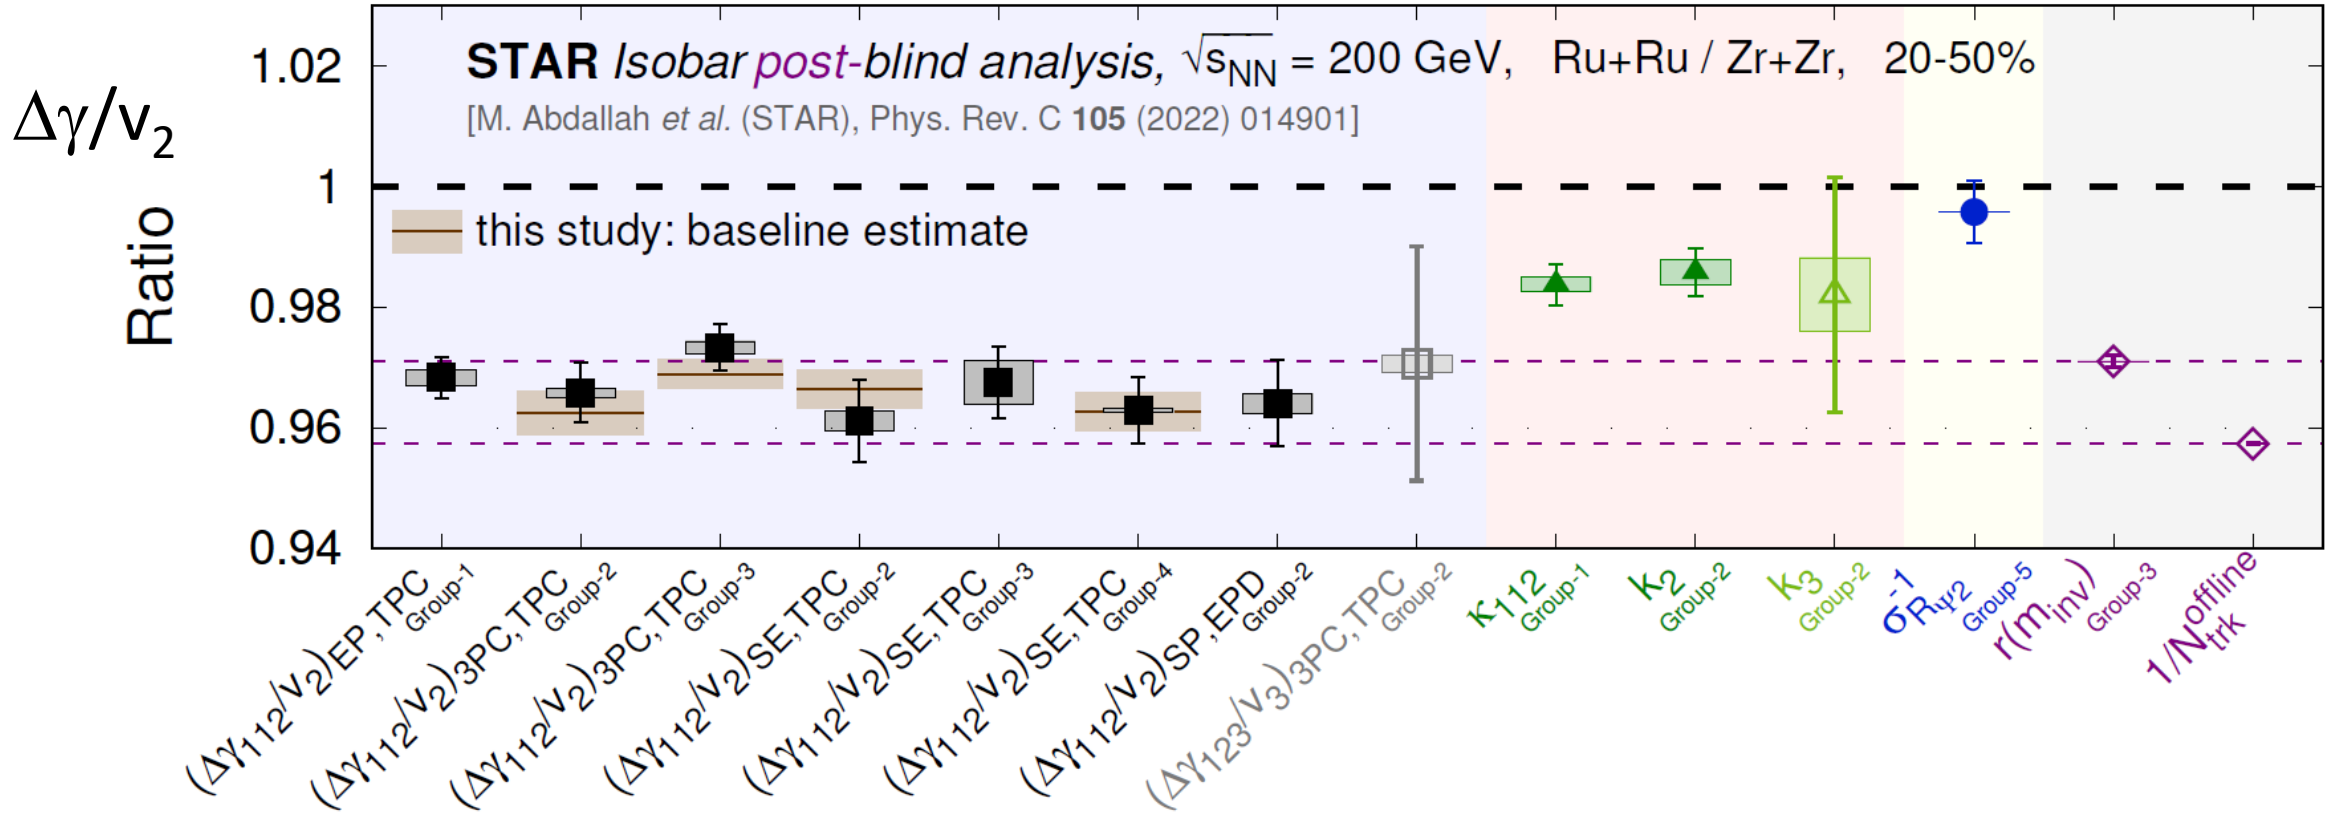 Δγ/v2
Ratio
1.02
1
0.98
0.96
0.94
STAR Isobar post-blind analysis, √sNN = 200 GeV, Ru+Ru / Zr+Zr, 20-50%
[M. Abdallah et al. (STAR), Phys. Rev. C 105 (2022) 014901]
this study: baseline estimate
(Δγ112/v2)EP,TPC Group-1
(Δγ112/v2)3PC,TPC Group-2
(Δγ112/v2)3PC,TPC Group-3
(Δγ112/v2)SE,TPC Group-2
(Δγ112/v2)SE,TPC Group-3
(Δγ112/v2)SE,TPC Group-4
(Δγ112/v2)SP,EPD Group-2
(Δγ123/v3)3PC,TPC Group-2
κ112 Group-1
k2 Group-2
k3 Group-2
σ-1RΨ2 Group-5
r(minv) Group-3
1/Nofflinetrk